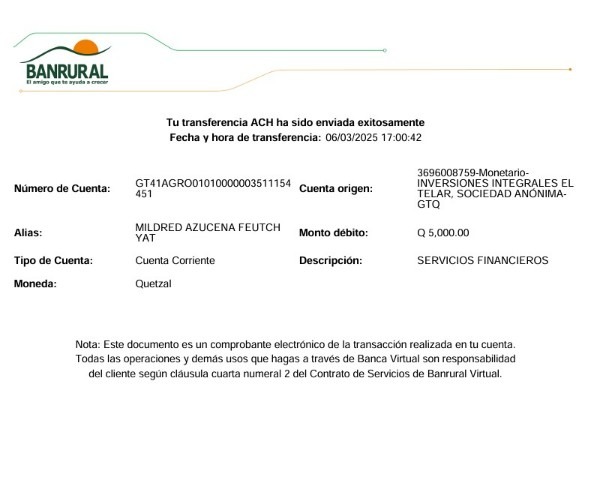 BANRURAL
El amigo que te ayuda a crecer
Tu transferencia ACH ha sido enviada exitosamente
Fecha y hora de transferencia: 06/03/2025 17:00:42
Número de Cuenta:
GT41AGRO01010000003511154
451
Cuenta origen:
3696008759-Monetario-
INVERSIONES INTEGRALES EL
TELAR, SOCIEDAD ANÓNIMA-
GTQ
Alias:
MILDRED AZUCENA FEUTCH
YAT
Monto débito:
Q 5,000.00
Tipo de Cuenta:
Cuenta Corriente
Descripción:
SERVICIOS FINANCIEROS
Moneda:
Quetzal
Nota: Este documento es un comprobante electrónico de la transacción realizada en tu cuenta.
Todas las operaciones y demás usos que hagas a través de Banca Virtual son responsabilidad
del cliente según cláusula cuarta numeral 2 del Contrato de Servicios de Banrural Virtual.